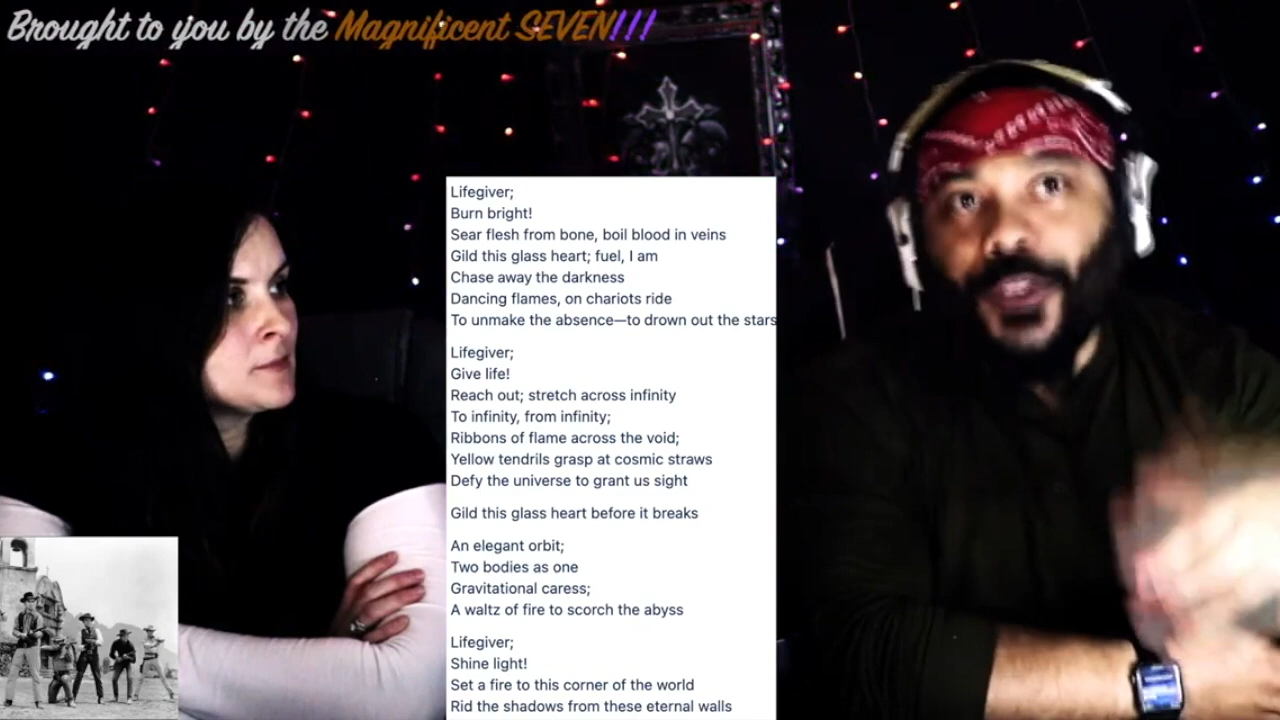 Brought to you by the Magnificent SEVEN!!!
Lifegiver;
Burn bright!
Sear flesh from bone, boil blood in veins
Gild this glass heart; fuel, I am
Chase away the darkness
Dancing flames, on chariots ride
To unmake the absence—to drown out the stars
Lifegiver;
Give life!
Reach out; stretch across infinity
To infinity, from infinity;
Ribbons of flame across the void;
Yellow tendrils grasp at cosmic straws
Defy the universe to grant us sight
Gild this glass heart before it breaks
An elegant orbit;
Two bodies as one
Gravitational caress;
A waltz of fire to scorch the abyss
Lifegiver;
Shine light!
Set a fire to this corner of the world
Rid the shadows from these eternal walls